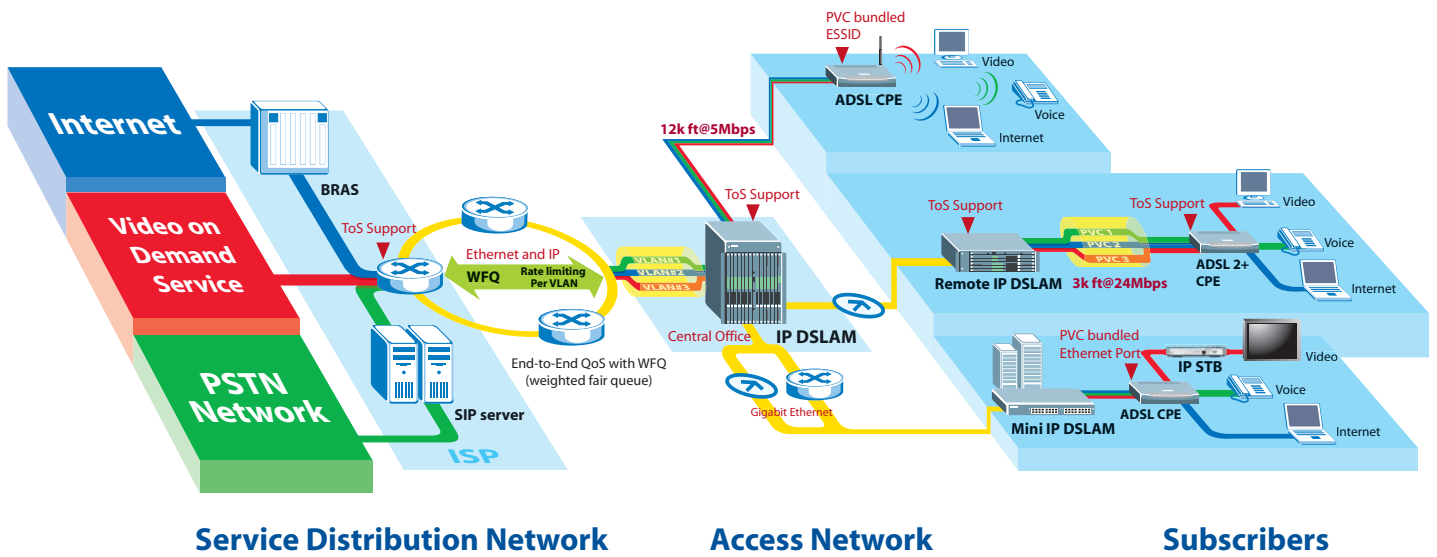 Internet
Video on
Demand
Service
PSTN
Network
BRAS
ToS Support
SIP server
ISP
Ethernet and IP
WFQ
Rate limiting
Per VLAN
End-to-End QoS with WFQ
(weighted fair queue)
VLAN#1
VLAN#2
VLAN#3
ToS Support
Central Office
IP DSLAM
Gigabit Ethernet
12k ft@5Mbps
PVC bundled
ESSID
ADSL CPE
Video
Voice
Internet
ToS Support
Remote IP DSLAM
PVC 1
PVC 2
PVC 3
3k ft@24Mbps
ToS Support
ADSL 2+
CPE
Video
Voice
Internet
Mini IP DSLAM
PVC bundled
Ethernet Port
ADSL CPE
IP STB
Video
Voice
Internet
Service Distribution Network
Access Network
Subscribers